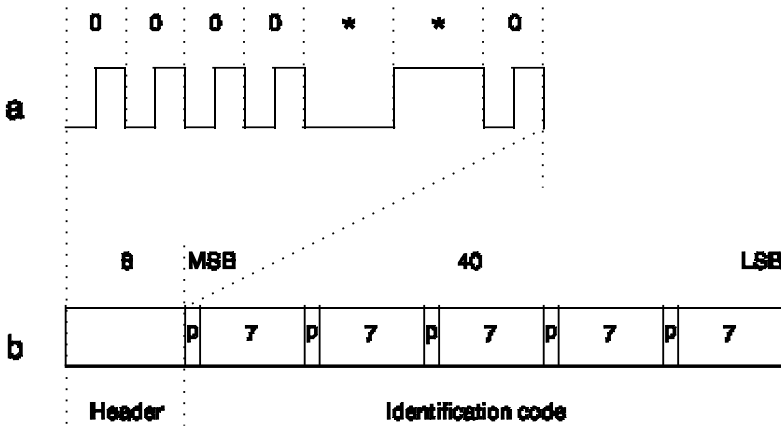 0 0 0 0 * * 0
a
8 MSB 40 LSB
b p 7 p 7 p 7 p 7 p 7
Header Identification code